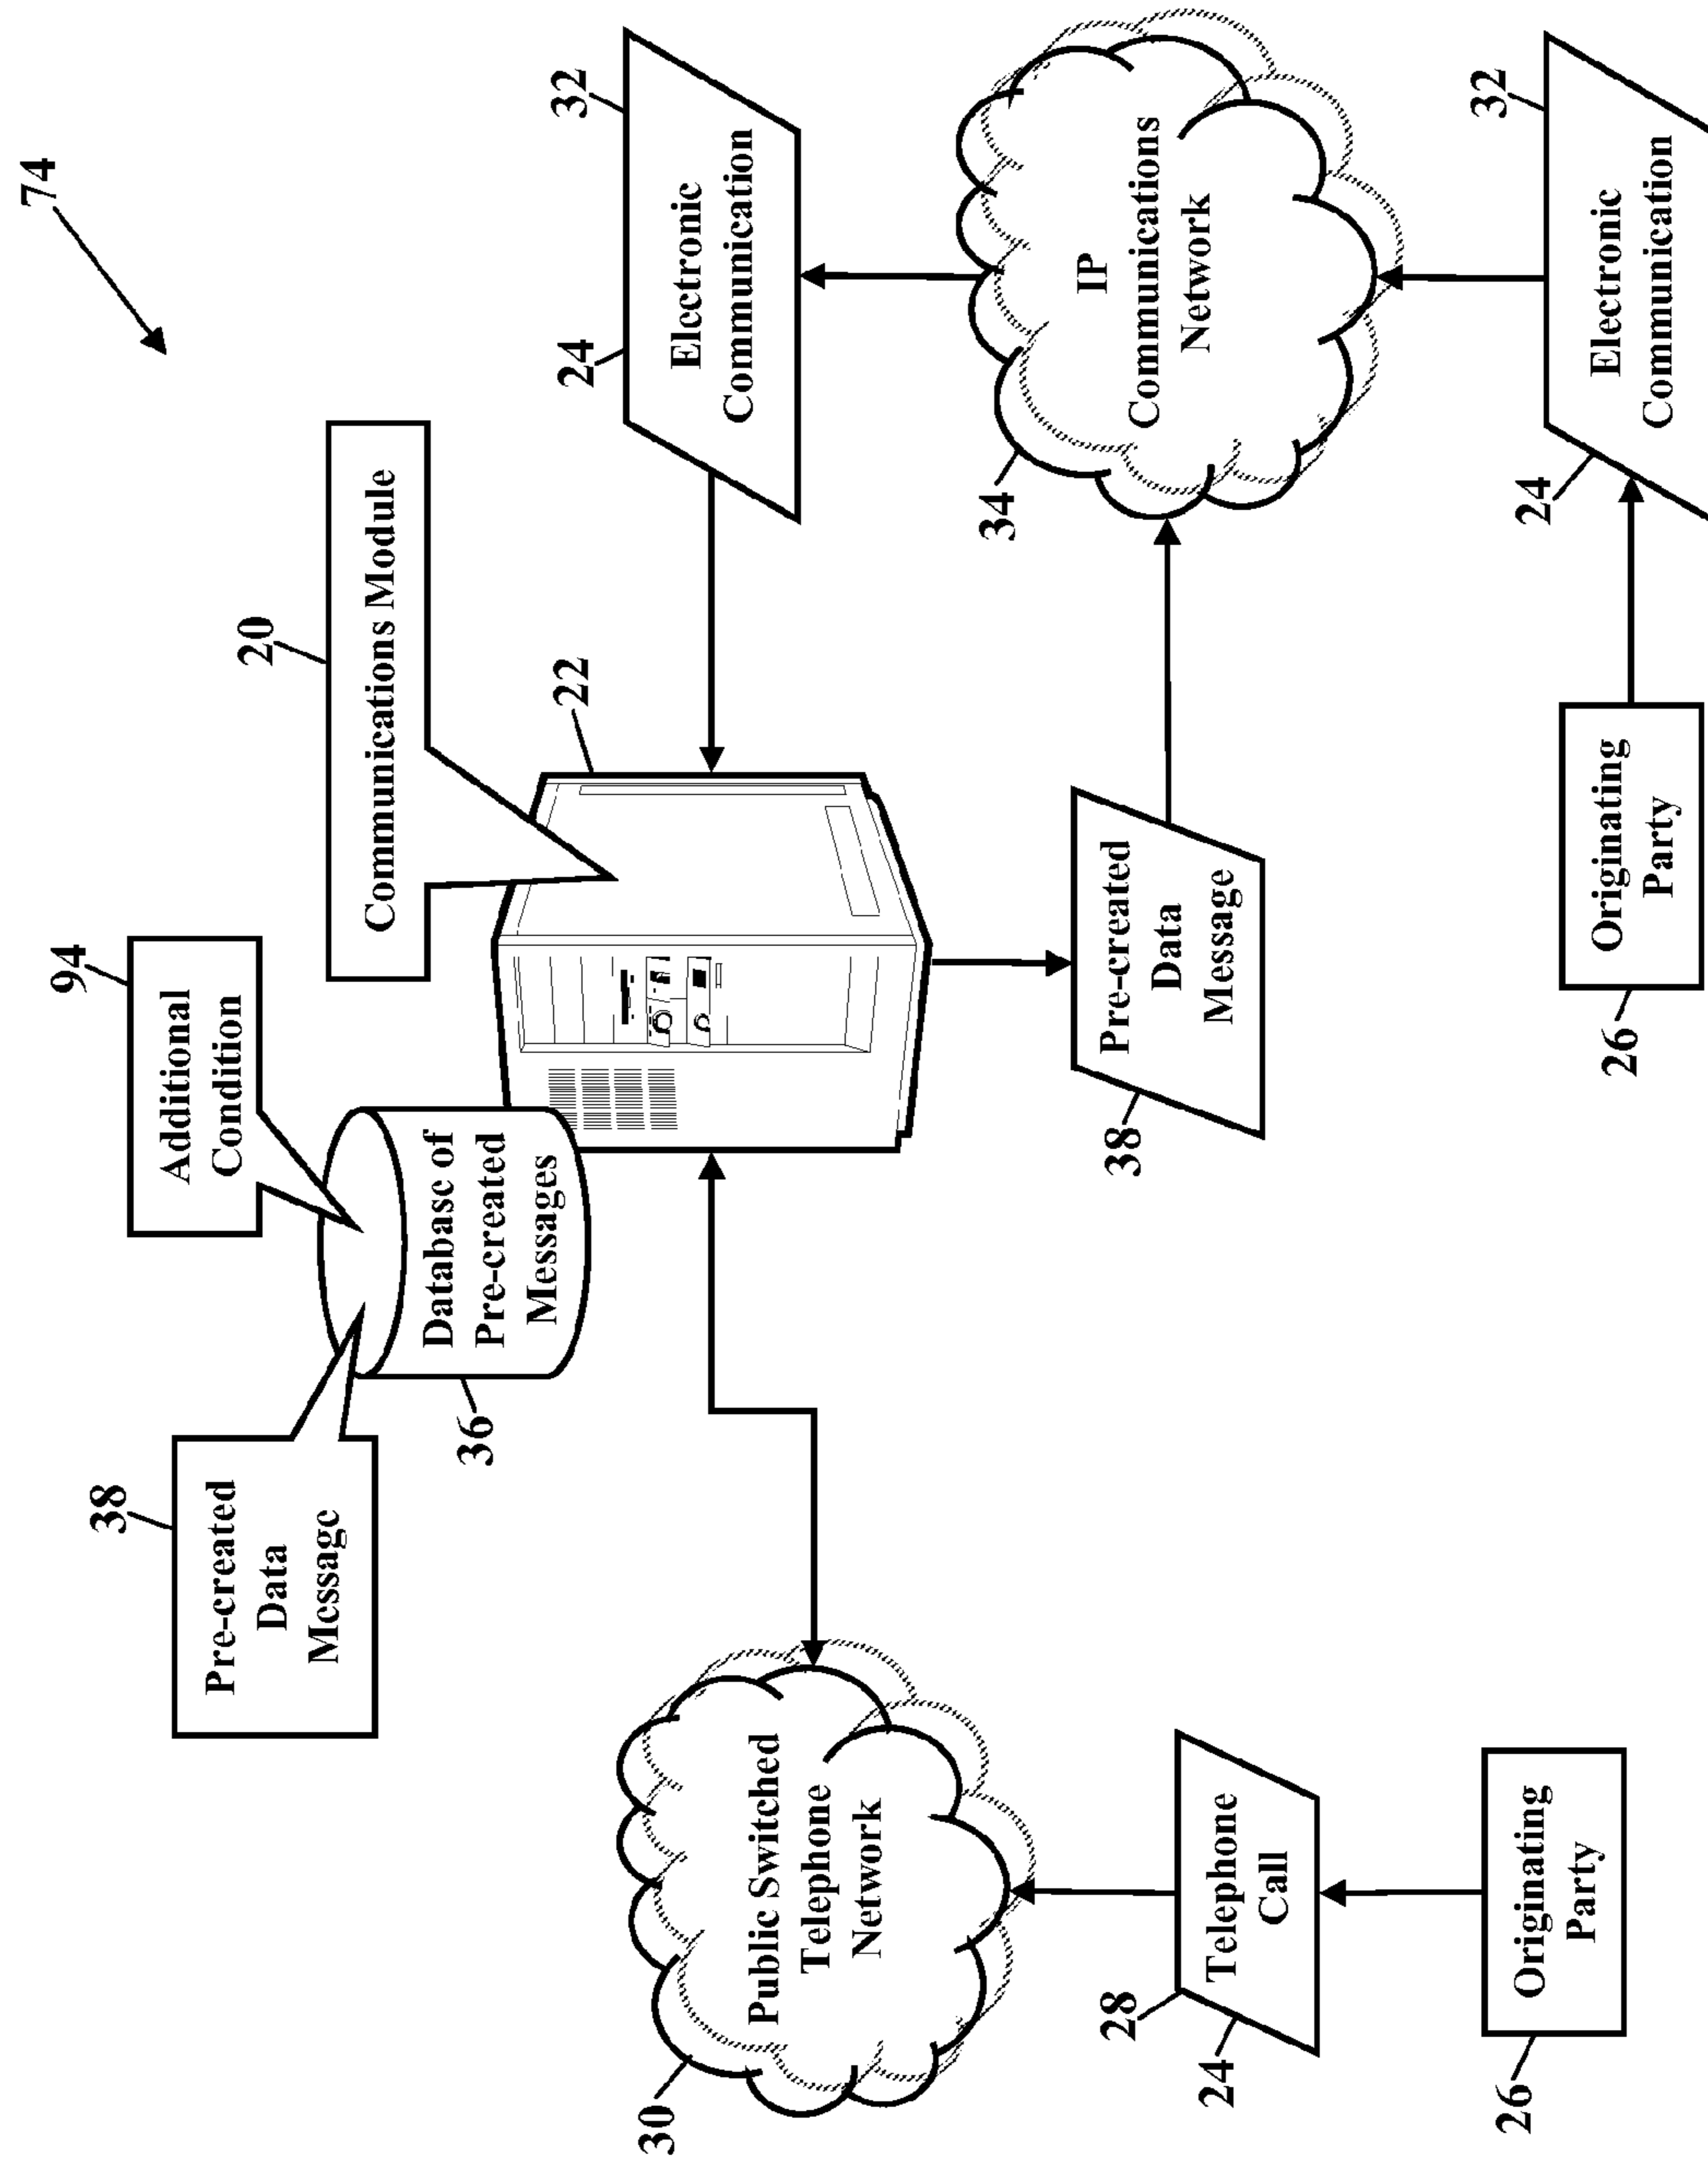 74
94
Additional
Condition
20
Communications Module
38
Pre-created
Data
Message
36
Database of
Pre-created
Messages
22
24
32
Electronic
Communication
30
Public Switched
Telephone
Network
38
Pre-created
Data
Message
34
IP
Communications
Network
28
24
Telephone
Call
26
Originating
Party
26
Originating
Party
24
32
Electronic
Communication